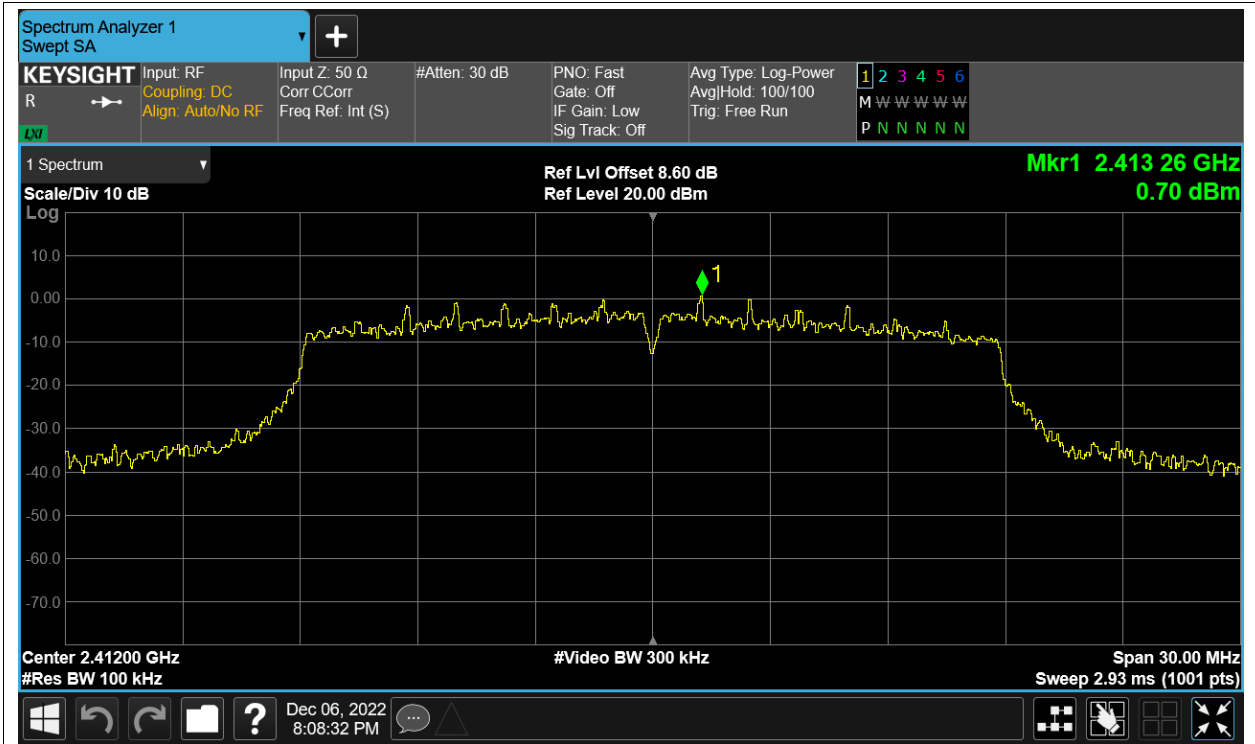 Spectrum Analyzer 1
Swept SA
KEYSIGHT
R
LXI
Input: RF
Coupling: DC
Align: Auto/No RF
Input Z: 50 Ω
Corr CCorr
Freq Ref: Int (S)
#Atten: 30 dB
PNO: Fast
Gate: Off
IF Gain: Low
Sig Track: Off
Avg Type: Log-Power
Avg|Hold: 100/100
Trig: Free Run
1 2 3 4 5 6
M W W W W W W
P N N N N N N
1 Spectrum
Scale/Div 10 dB
Log
Ref Lvl Offset 8.60 dB
Ref Level 20.00 dBm
Mkr1 2.413 26 GHz
0.70 dBm
10.0
0.00
-10.0
-20.0
-30.0
-40.0
-50.0
-60.0
-70.0
1
Center 2.41200 GHz
#Res BW 100 kHz
#Video BW 300 kHz
Span 30.00 MHz
Sweep 2.93 ms (1001 pts)
?
Dec 06, 2022
8:08:32 PM